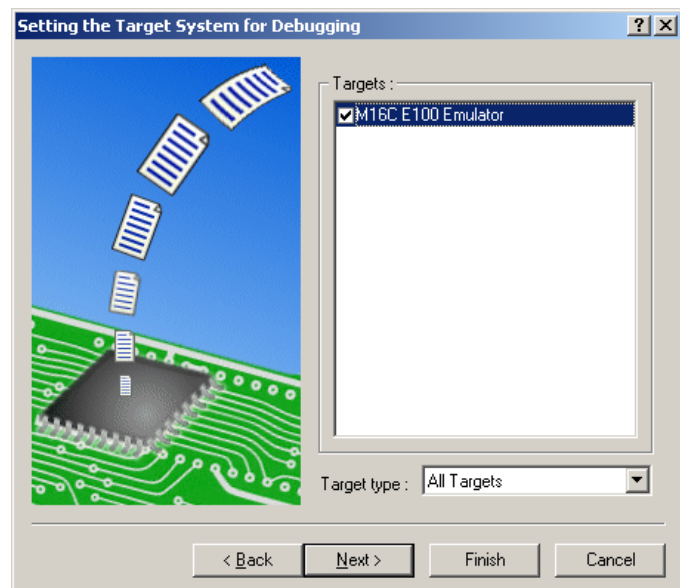 Setting the Target System for Debugging
Targets :
M16C E100 Emulator
Target type :
All Targets
< Back
Next >
Finish
Cancel